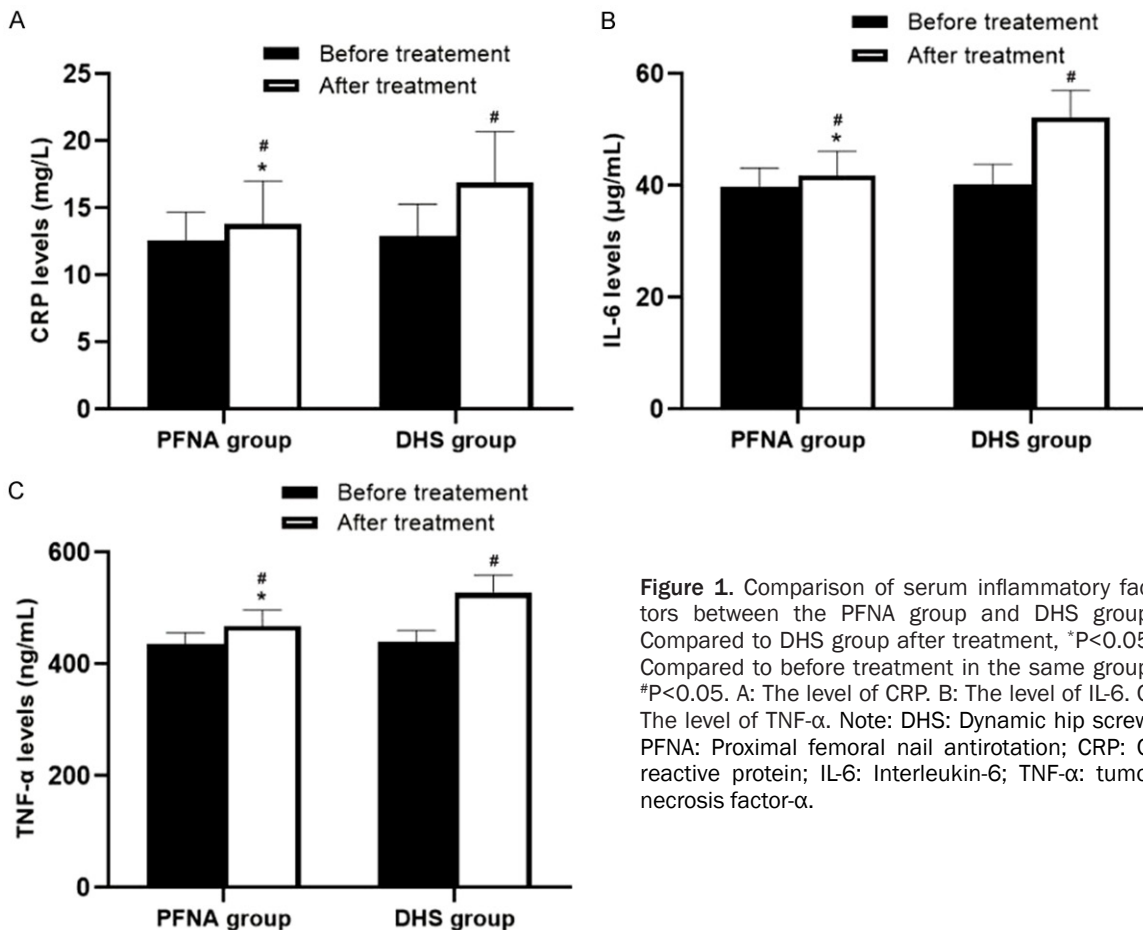 A
Before treatement
After treatment
CRP levels (mg/L)
25
20
15
10
5
0
#
*
#
PFNA group
DHS group
B
Before treatement
After treatment
IL-6 levels (μg/mL)
60
40
20
0
#
*
#
PFNA group
DHS group
C
Before treatement
After treatment
TNF-α levels (ng/mL)
600
400
200
0
#
*
#
PFNA group
DHS group
Figure 1. Comparison of serum inflammatory fac
tors between the PFNA group and DHS group
Compared to DHS group after treatment, *P<0.05
Compared to before treatment in the same group
#P<0.05. A: The level of CRP. B: The level of IL-6. C
The level of TNF-α. Note: DHS: Dynamic hip screw
PFNA: Proximal femoral nail antirotation; CRP: C
reactive protein; IL-6: Interleukin-6; TNF-α: tumo
necrosis factor-α.